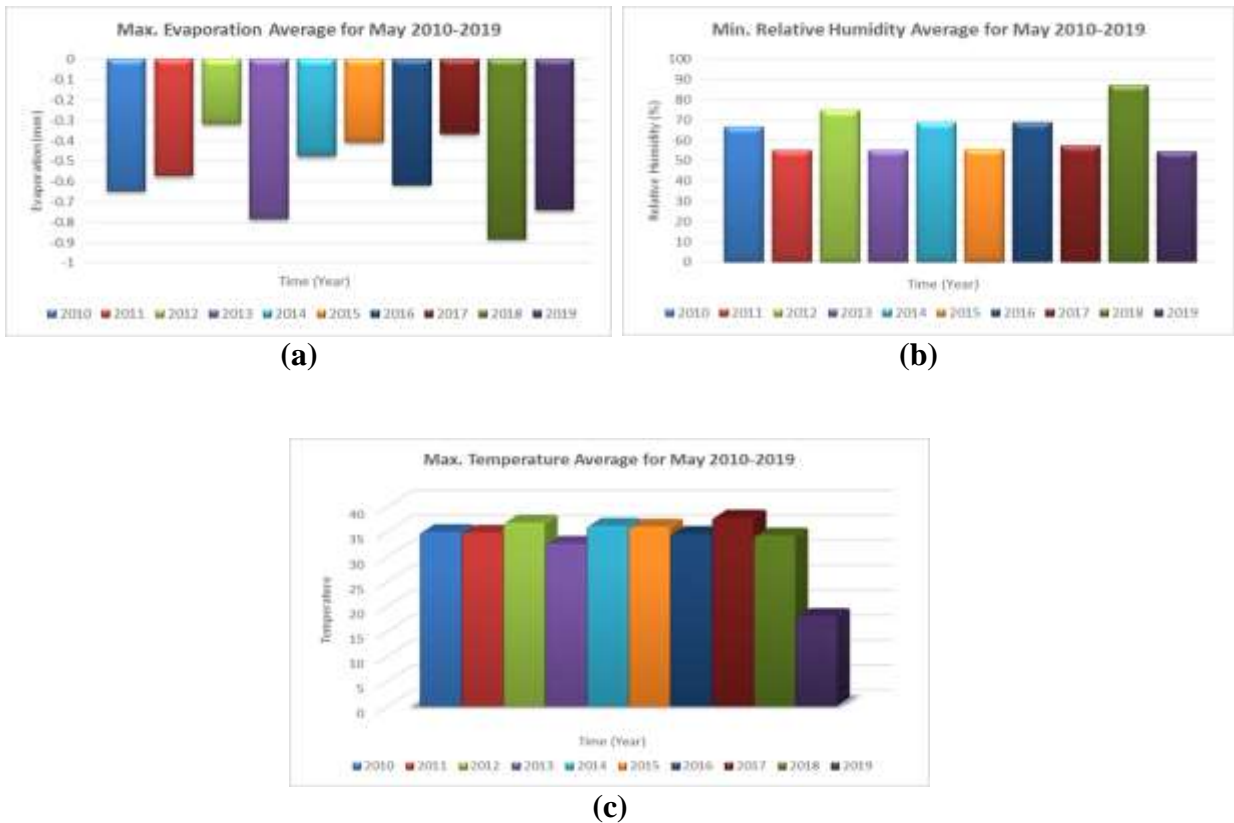 Max. Evaporation Average for May 2010-2019
0
-0.1
-0.2
-0.3
-0.4
-0.5
-0.6
-0.7
-0.8
-0.9
-1
Evaporation (mm)
Time (Year)
2010 2011 2012 2013 2014 2015 2016 2017 2018 2019
(a)
Min. Relative Humidity Average for May 2010-2019
100
90
80
70
60
50
40
30
20
10
0
Relative Humidity (%)
Time (Year)
2010 2011 2012 2013 2014 2015 2016 2017 2018 2019
(b)
Max. Temperature Average for May 2010-2019
40
35
30
25
20
15
10
5
0
Temperature
Time (Year)
2010 2011 2012 2013 2014 2015 2016 2017 2018 2019
(c)